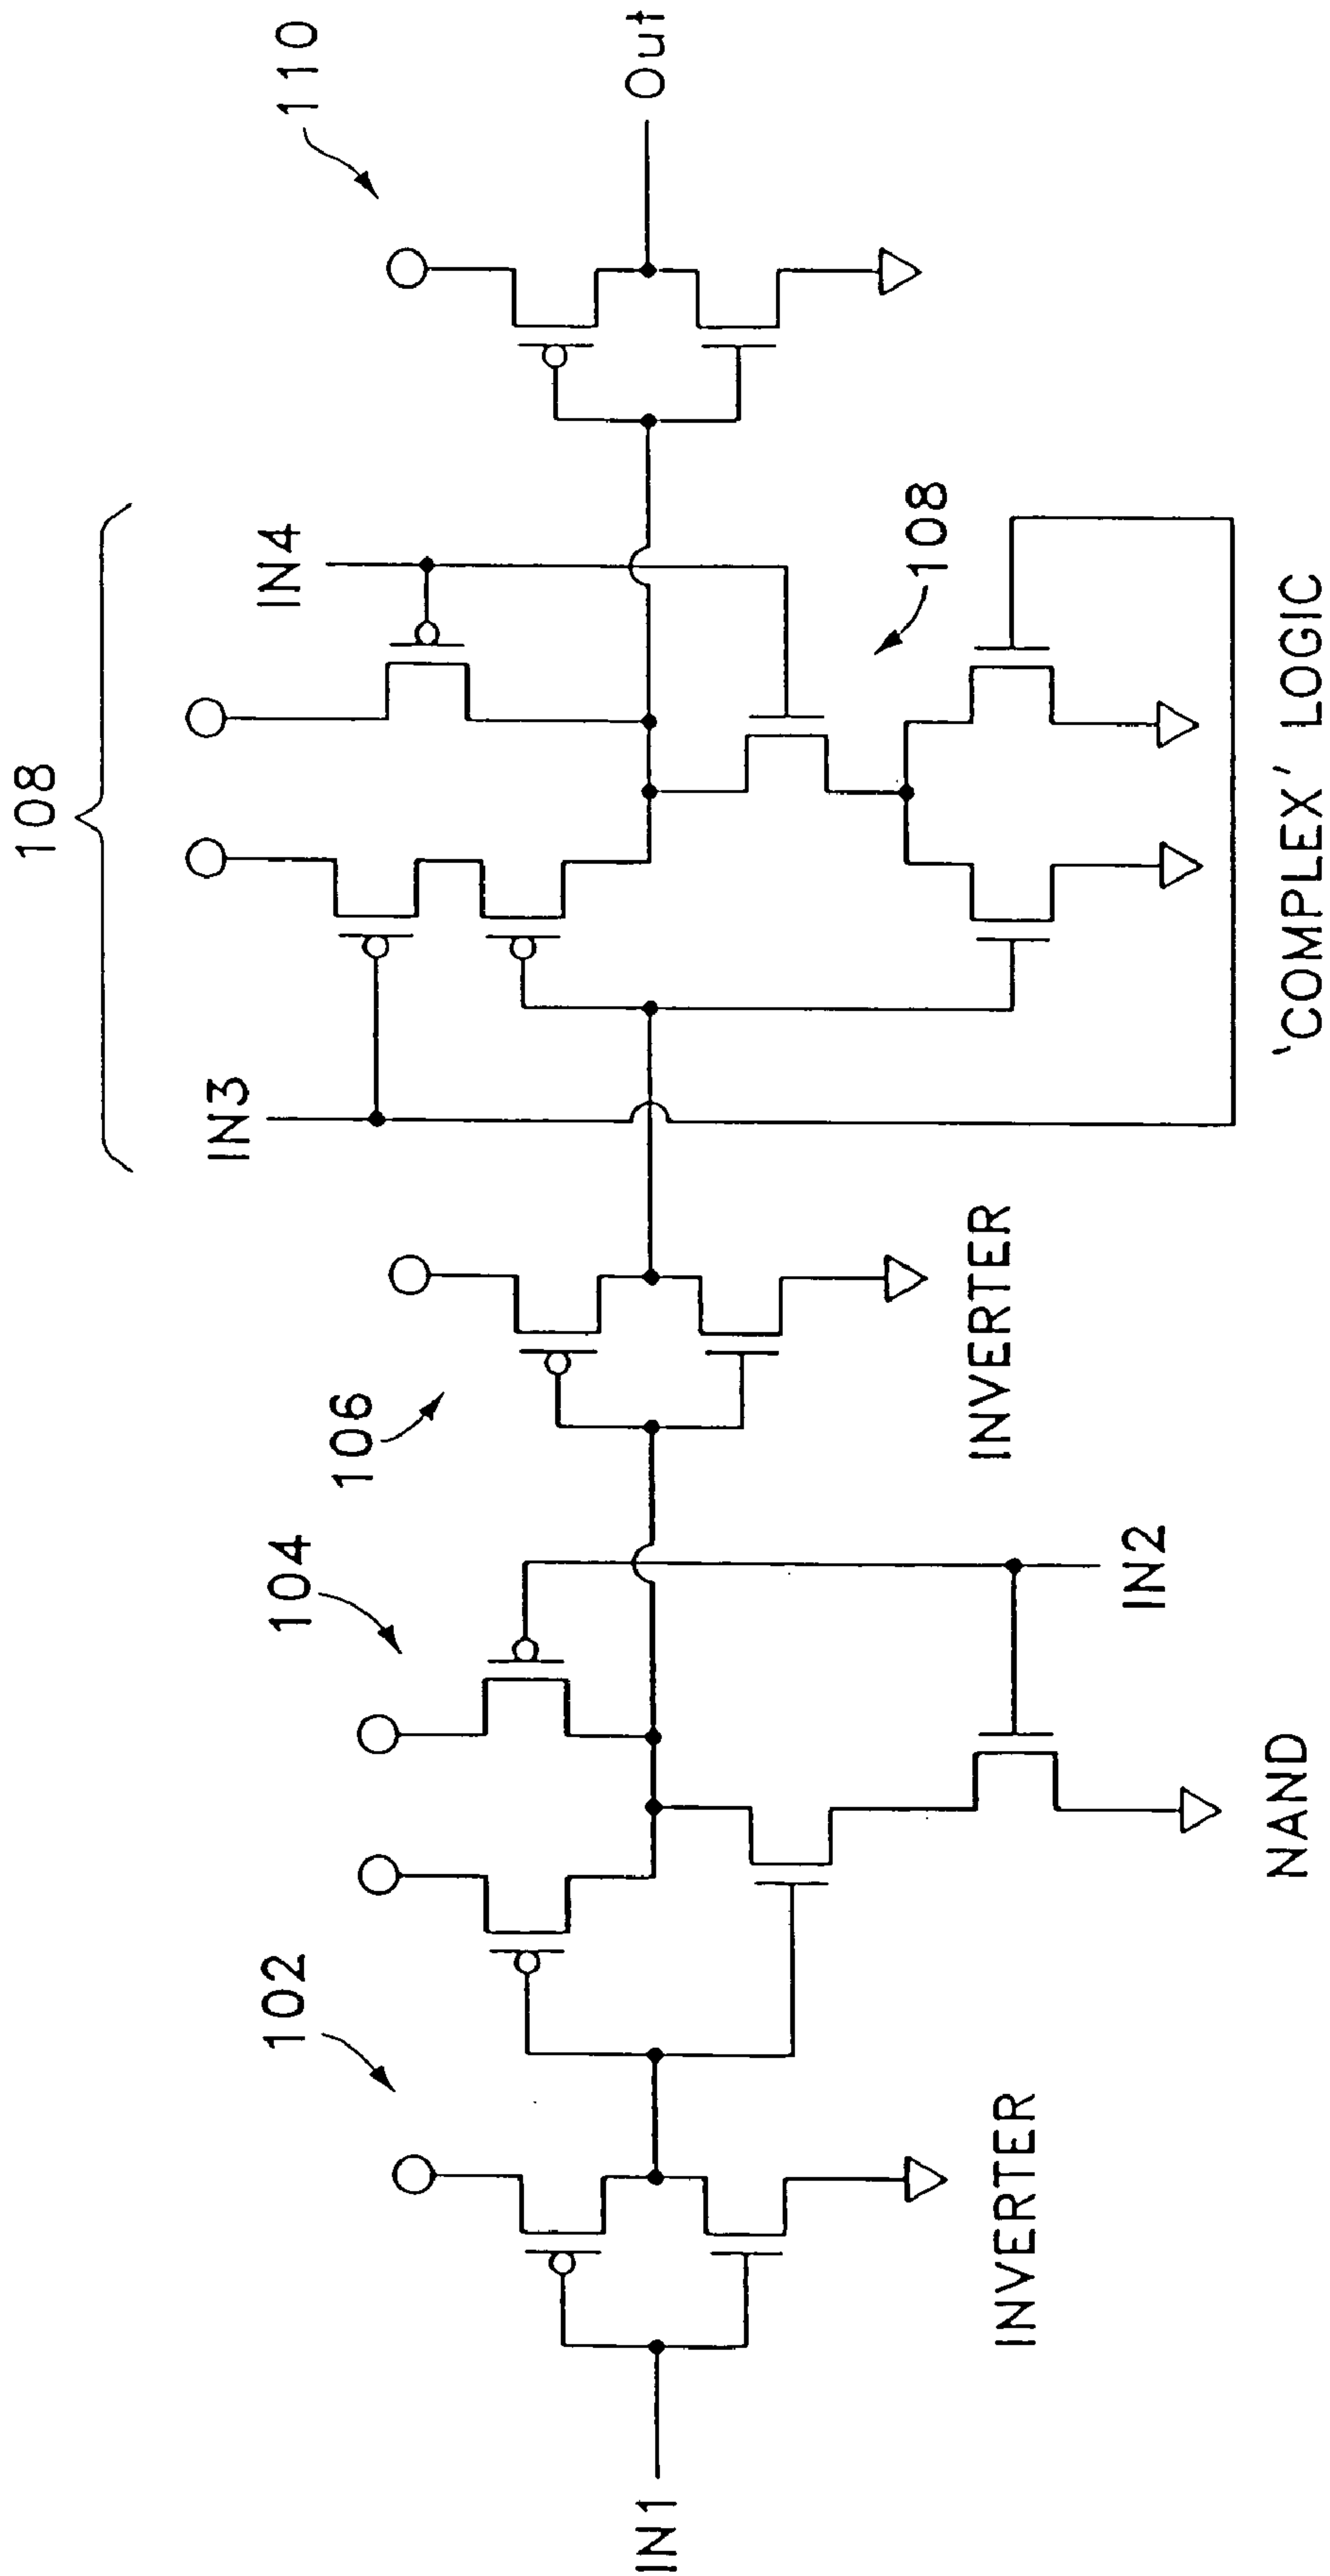 108
IN3
IN4
110
102
104
106
108
IN1
Out
IN2
INVERTER
NAND
INVERTER
'COMPLEX' LOGIC